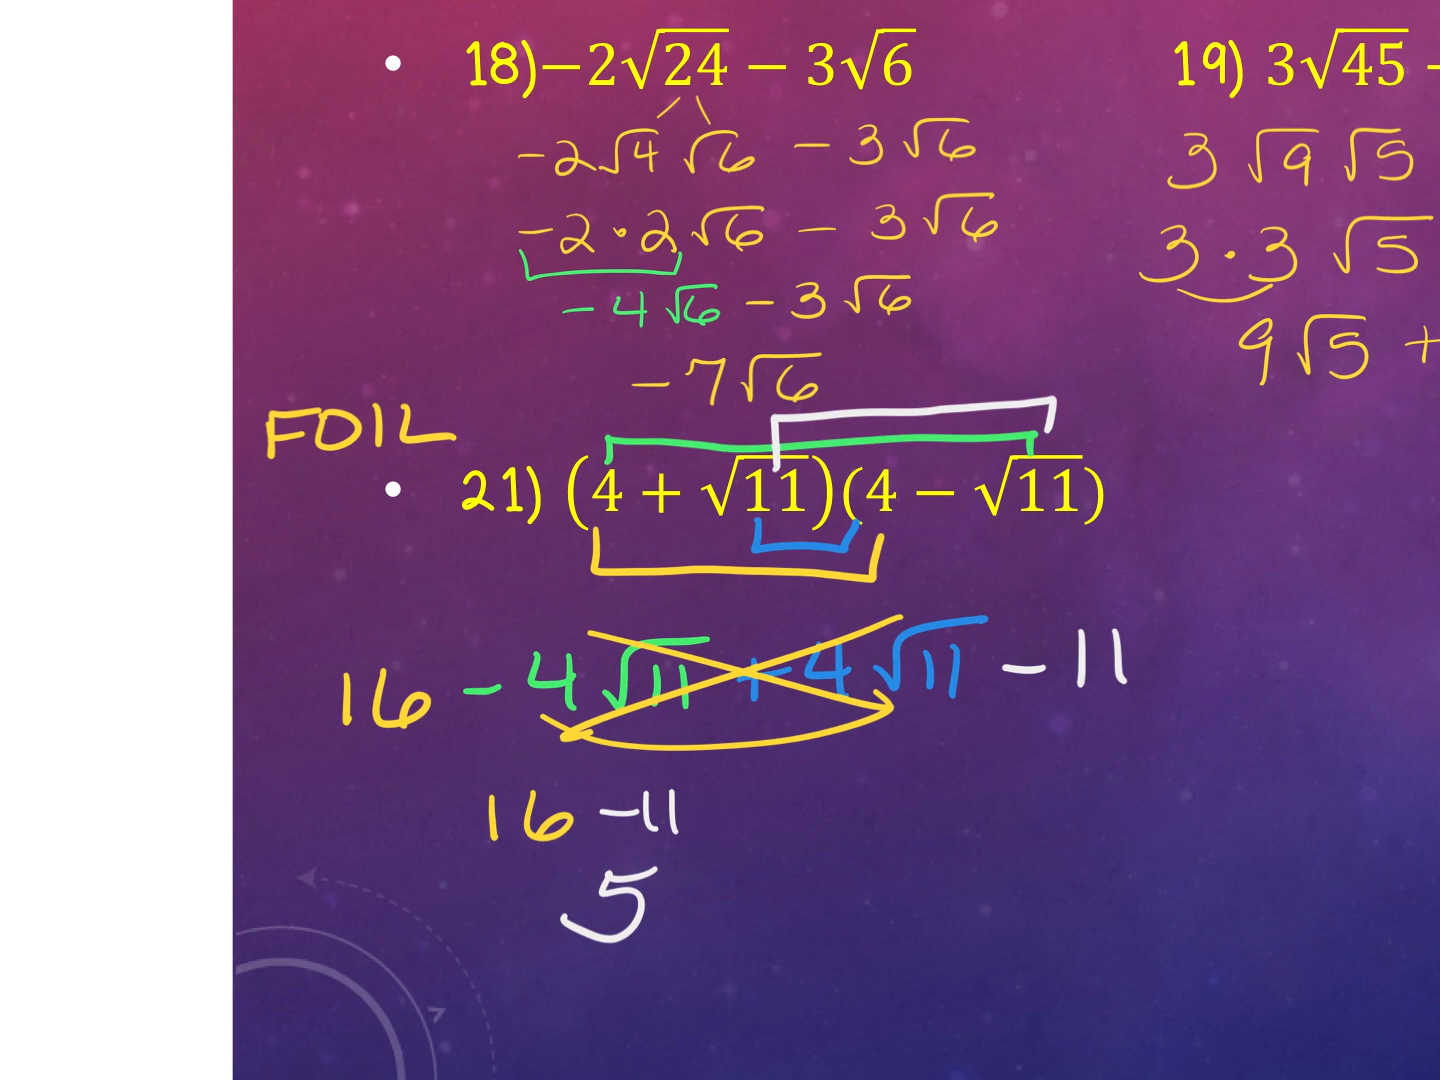 • 18)−2√24 − 3√6
-2√4 √6 - 3√6
-2·2√6 - 3√6
-4√6 - 3√6
-7√6
19) 3√45 -
3 √9 √5
3·3 √5
9√5 +
FOIL
• 21) (4 + √11)(4 − √11)
16 - 4√11 + 4√11 - 11
16 - 11
5